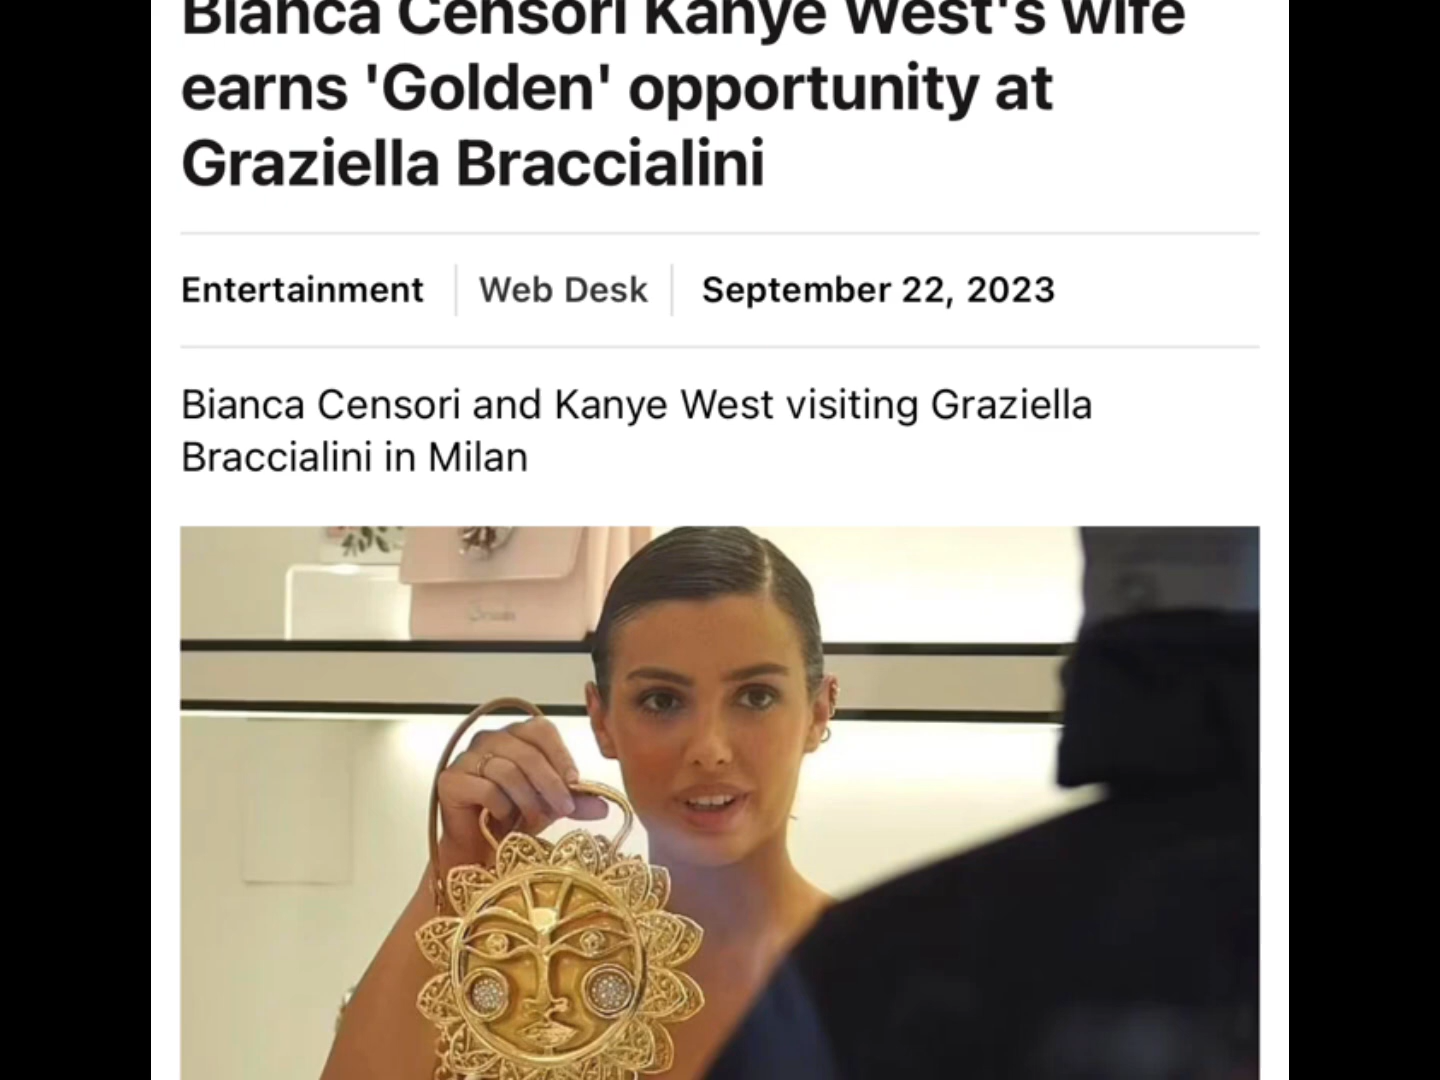 Bianca Censori Kanye West's wife
earns 'Golden' opportunity at
Graziella Braccialini
Entertainment
Web Desk
September 22, 2023
Bianca Censori and Kanye West visiting Graziella
Braccialini in Milan